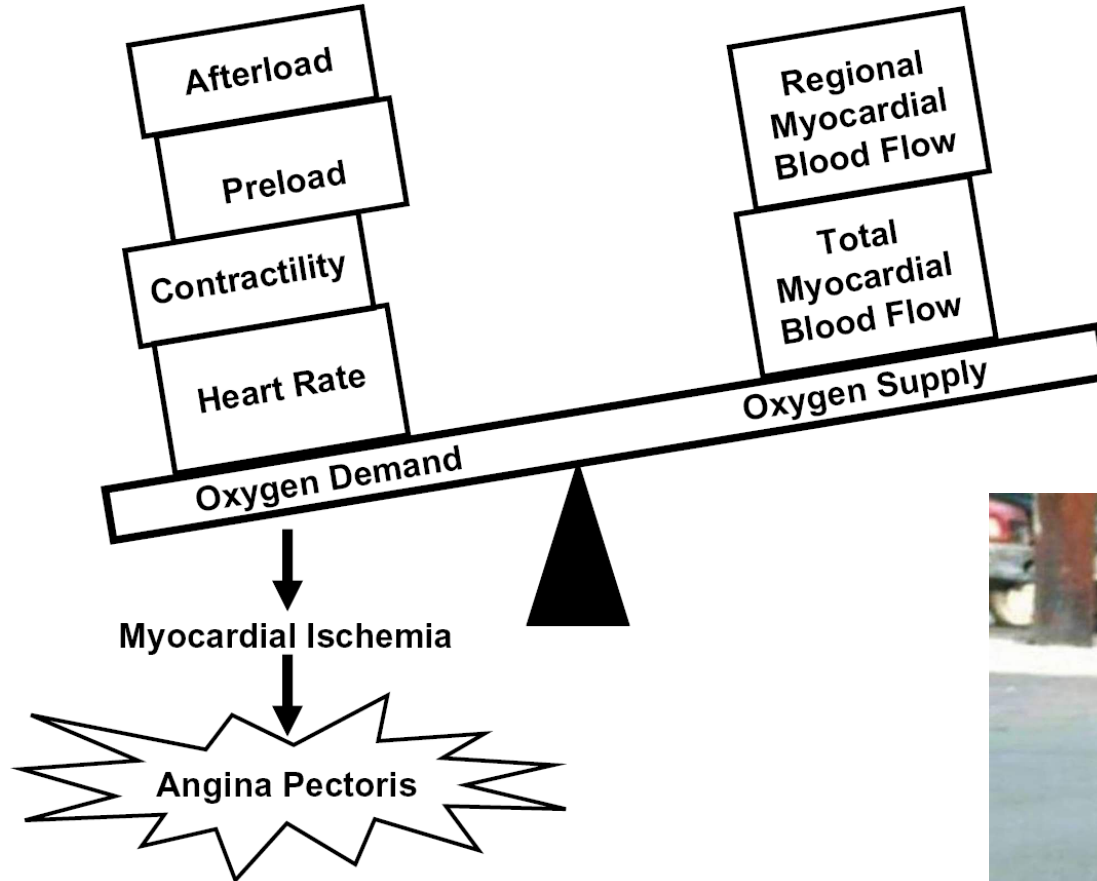 Afterload
Preload
Contractility
Heart Rate
Oxygen Demand
Regional
Myocardial
Blood Flow
Total
Myocardial
Blood Flow
Oxygen Supply
Myocardial Ischemia
Angina Pectoris